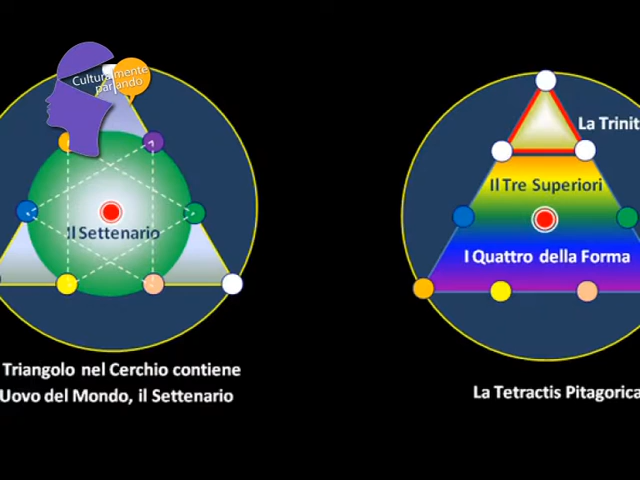 Culturalmente
parlando
Il Settenario
Triangolo nel Cerchio contiene
Uovo del Mondo, il Settenario
La Trinit
Il Tre Superiori
I Quattro della Forma
La Tetractis Pitagorica